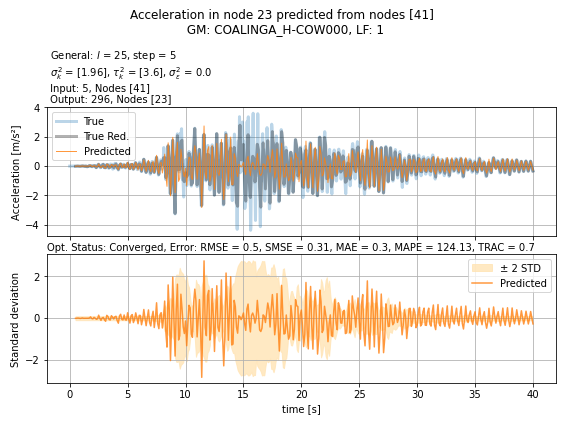 Acceleration in node 23 predicted from nodes [41]
GM: COALINGA_H-COW000, LF: 1
General: l = 25, step = 5
σ²ₖ = [1.96], τ²ₖ = [3.6], σ²ε = 0.0
Input: 5, Nodes [41]
Output: 296, Nodes [23]
Acceleration [m/s²]
4
2
0
−2
−4
True
True Red.
Predicted
Opt. Status: Converged, Error: RMSE = 0.5, SMSE = 0.31, MAE = 0.3, MAPE = 124.13, TRAC = 0.7
Standard deviation
2
0
−2
± 2 STD
Predicted
0 5 10 15 20 25 30 35 40
time [s]